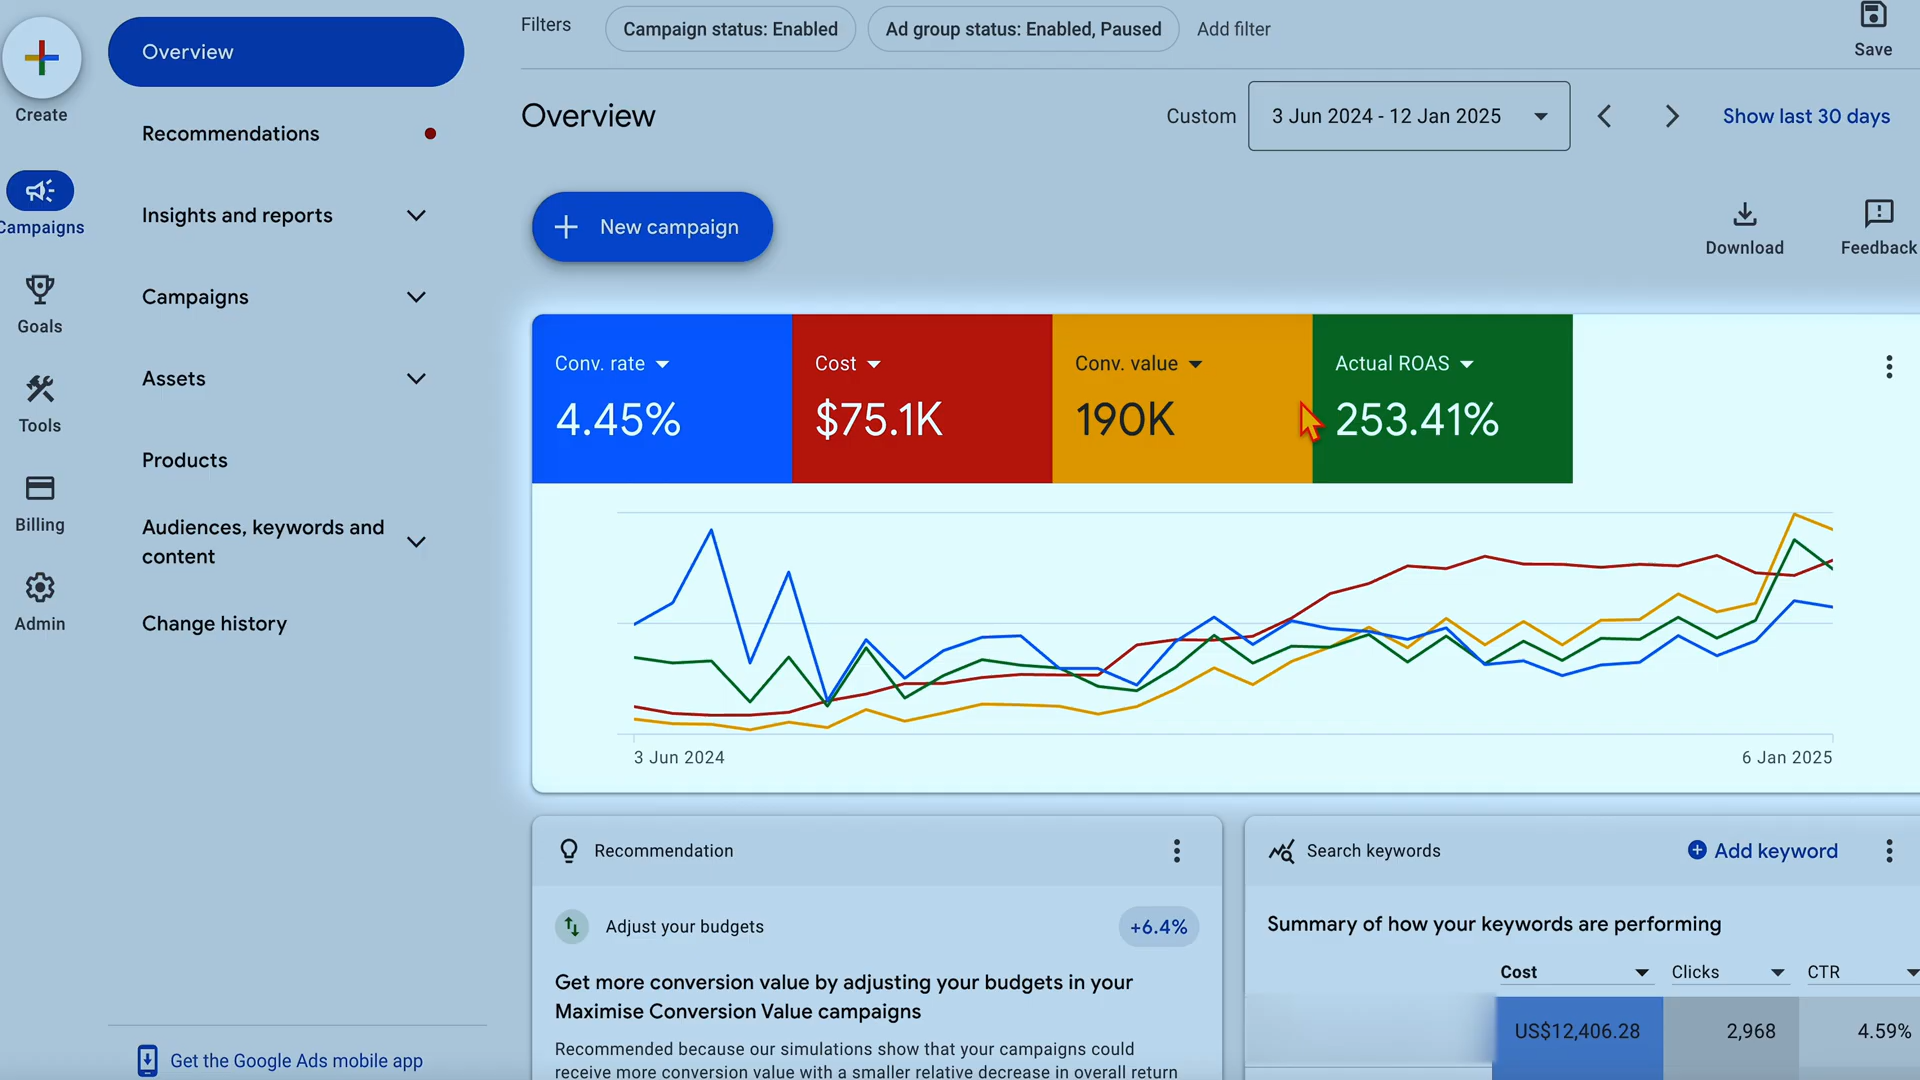 Create
Campaigns
Goals
Tools
Billing
Admin
Overview
Recommendations
Insights and reports
Campaigns
Assets
Products
Audiences, keywords and
content
Change history
Get the Google Ads mobile app
Filters
Campaign status: Enabled
Ad group status: Enabled, Paused
Add filter
Save
Overview
Custom
3 Jun 2024 - 12 Jan 2025
Show last 30 days
New campaign
Download
Feedback
Conv. rate
4.45%
Cost
$75.1K
Conv. value
190K
Actual ROAS
253.41%
3 Jun 2024
6 Jan 2025
Recommendation
Adjust your budgets
+6.4%
Get more conversion value by adjusting your budgets in your
Maximise Conversion Value campaigns
Recommended because our simulations show that your campaigns could
receive more conversion value with a smaller relative decrease in overall return
Search keywords
Add keyword
Summary of how your keywords are performing
Cost
Clicks
CTR
US$12,406.28
2,968
4.59%